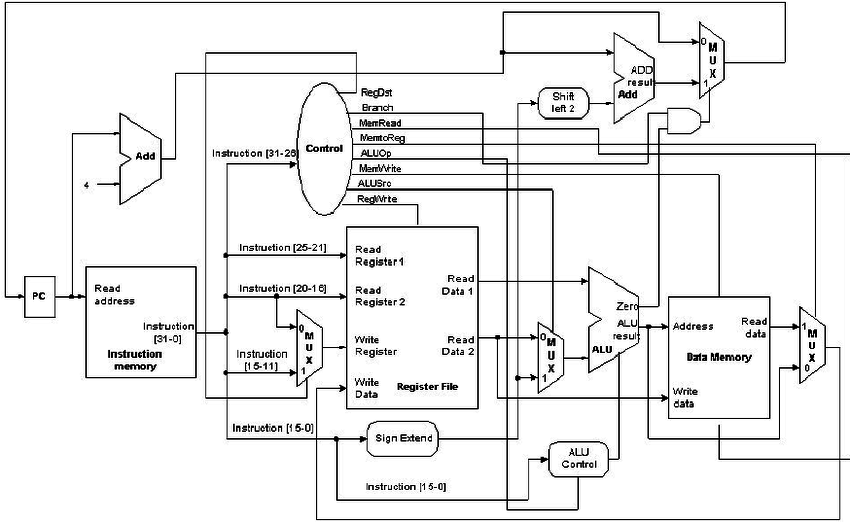 0
M
U
X
1
ADD
result
Add
Shift
left 2
RegDst
Branch
MemRead
MemtoReg
ALUOp
MemWrite
ALUSrc
RegWrite
Control
Instruction [31-26]
Add
4
PC
Read
address
Instruction
[31-0]
Instruction
memory
Instruction [25-21]
Instruction [20-16]
0
M
U
X
1
Instruction
[15-11]
Read
Register 1
Read
Register 2
Write
Register
Write
Data
Read
Data 1
Read
Data 2
Register File
0
M
U
X
1
Zero
ALU
result
ALU
Address
Read
data
Data Memory
Write
data
1
M
U
X
0
Instruction [15-0]
Sign Extend
ALU
Control
Instruction [15-0]